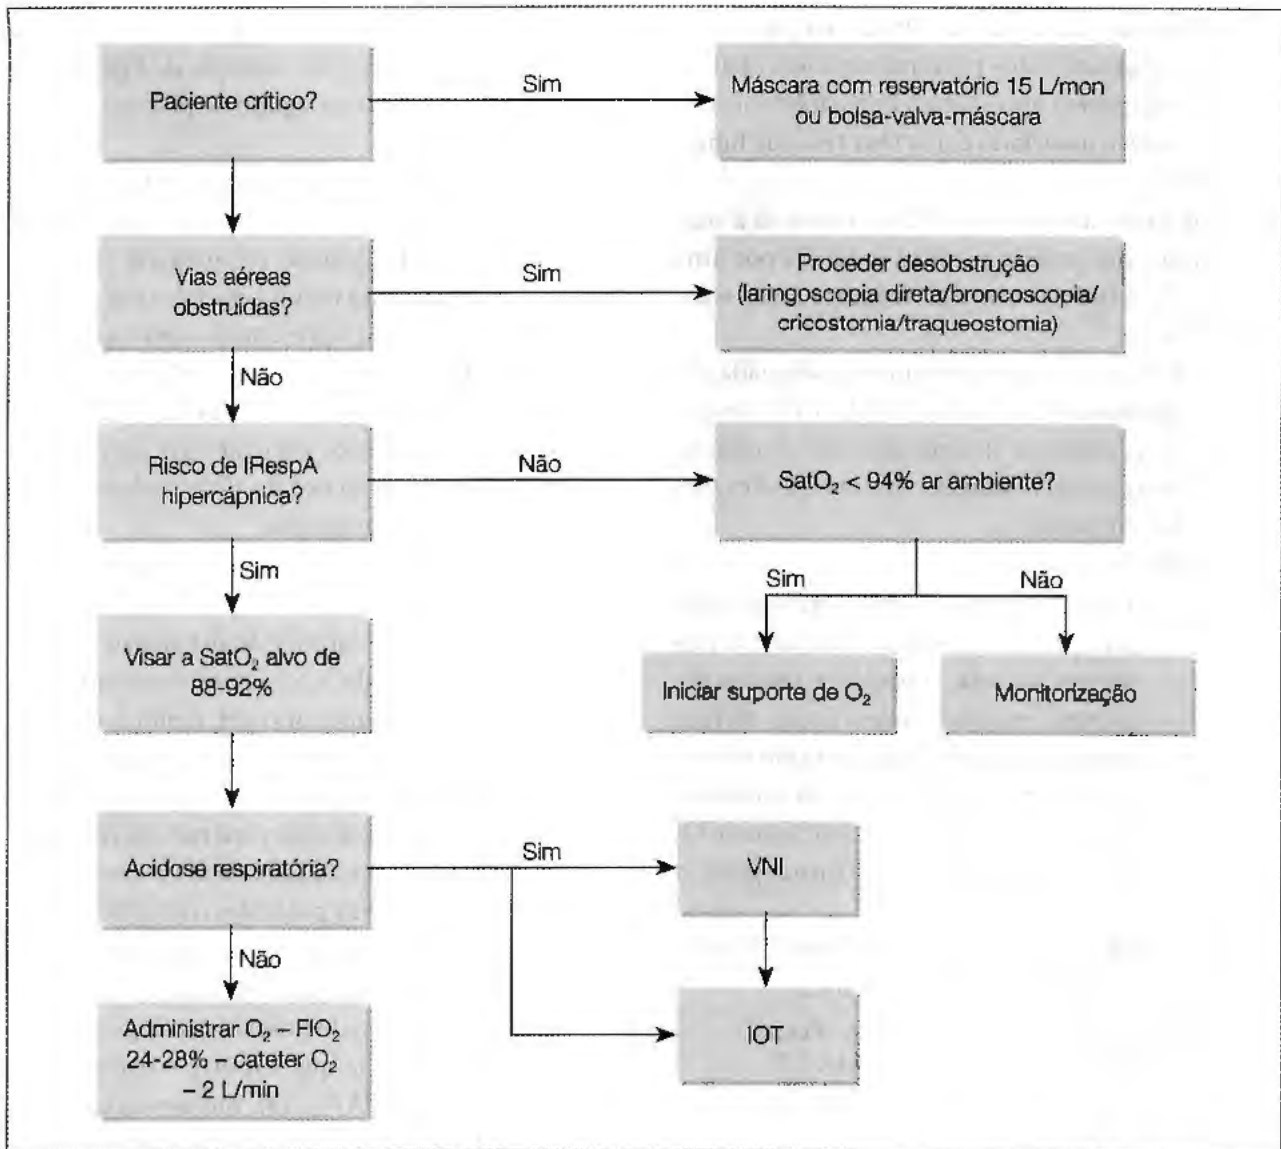 Paciente crítico?
Sim
Máscara com reservatório 15 L/mon
ou bolsa-valva-máscara
Vias aéreas
obstruídas?
Sim
Proceder desobstrução
(laringoscopia direta/broncoscopia/
cricostomia/traqueostomia)
Não
Risco de IRespA
hipercápnica?
Não
SatO₂ < 94% ar ambiente?
Sim
Sim
Não
Visar a SatO₂ alvo de
88-92%
Iniciar suporte de O₂
Monitorização
Acidose respiratória?
Sim
VNI
Não
Administrar O₂ – FIO₂
24-28% – cateter O₂
– 2 L/min
IOT